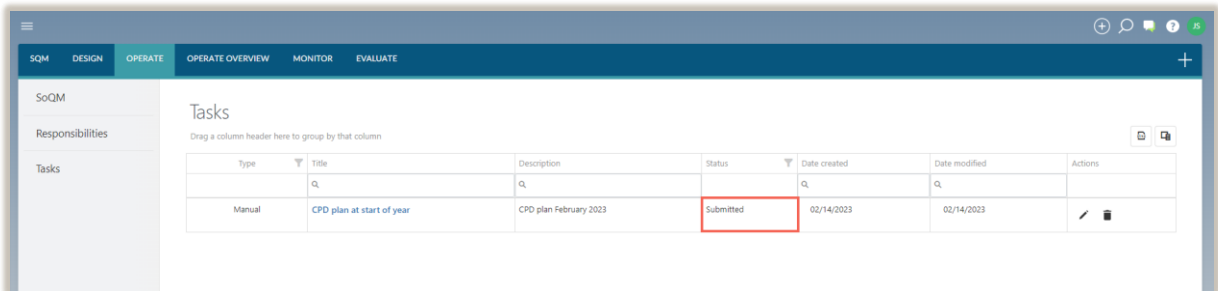 JS
SQM DESIGN OPERATE OPERATE OVERVIEW MONITOR EVALUATE
SoQM
Responsibilities
Tasks
Tasks
Drag a column header here to group by that column
Type Title Description Status Date created Date modified Actions
Manual CPD plan at start of year CPD plan February 2023 Submitted 02/14/2023 02/14/2023